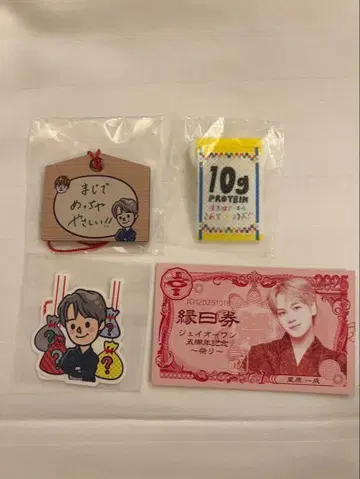 まじで
めっちゃ
やさしい!!
10g
PROTEIN
?
?
?
?
2025
JO120251018
縁日券
ジェイオーワン
五周年記念
〜祭り〜